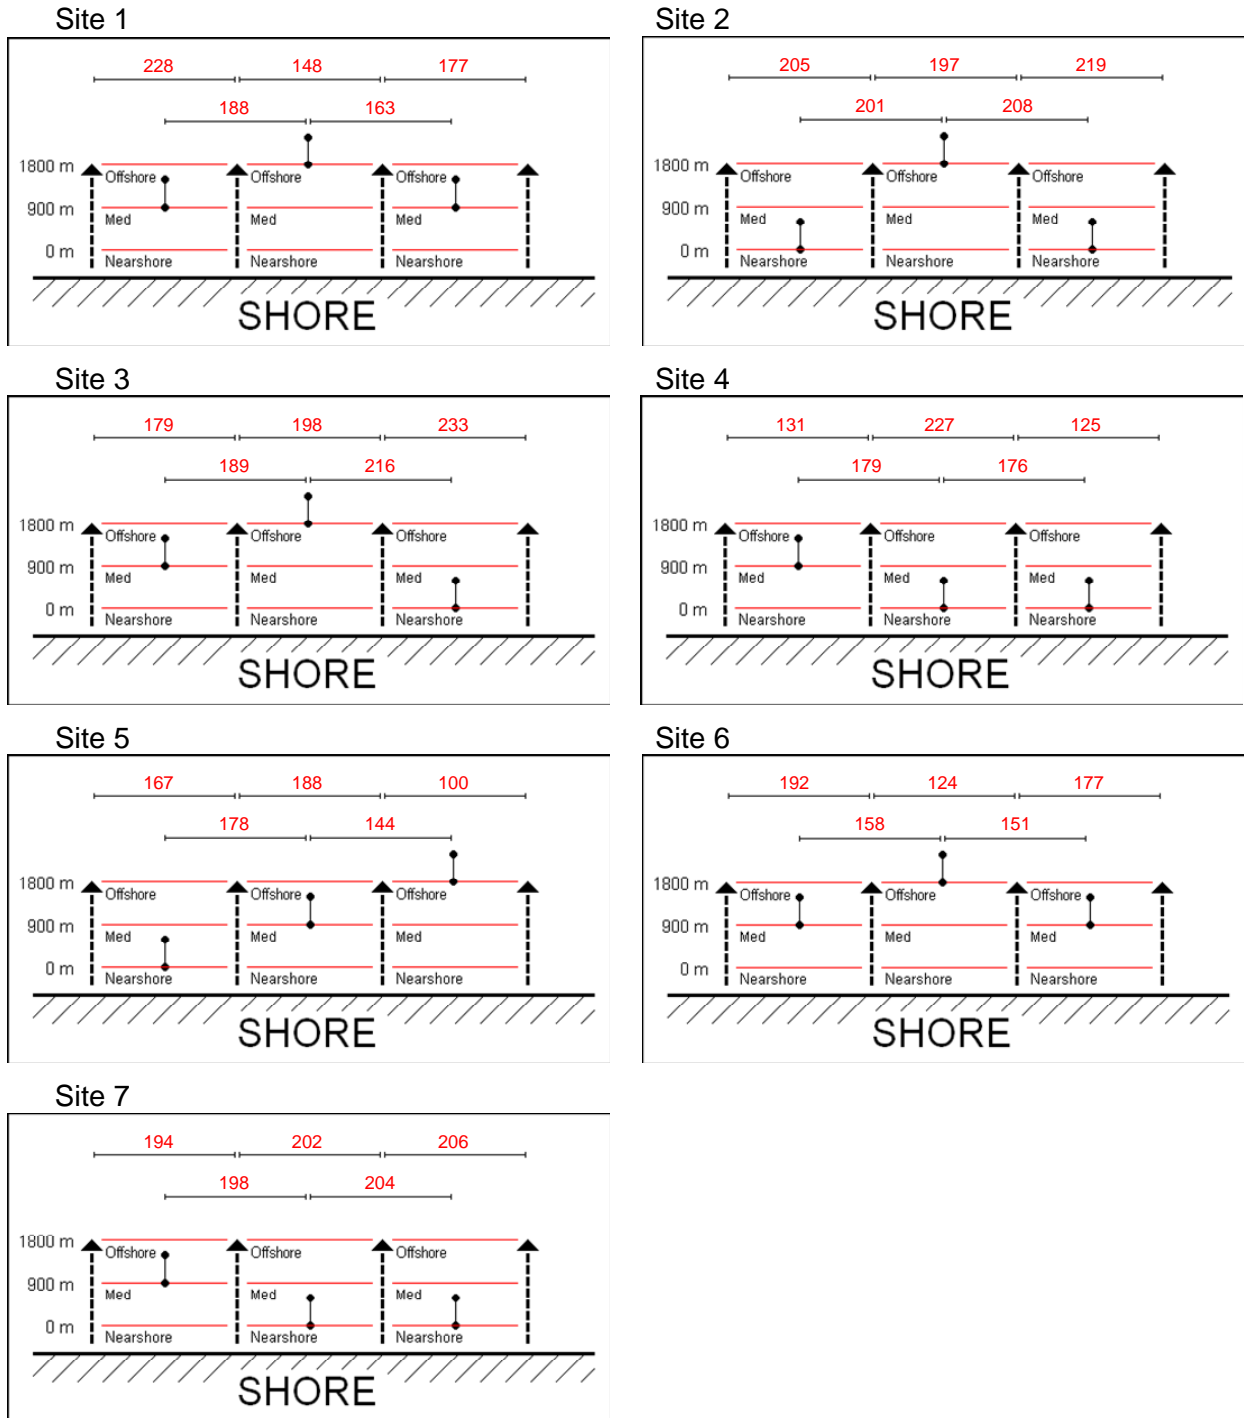 Site 1
228 148 177
188 163
1800 m Offshore Offshore Offshore
900 m Med Med Med
0 m Nearshore Nearshore Nearshore
SHORE
Site 2
205 197 219
201 208
1800 m Offshore Offshore Offshore
900 m Med Med Med
0 m Nearshore Nearshore Nearshore
SHORE
Site 3
179 198 233
189 216
1800 m Offshore Offshore Offshore
900 m Med Med Med
0 m Nearshore Nearshore Nearshore
SHORE
Site 4
131 227 125
179 176
1800 m Offshore Offshore Offshore
900 m Med Med Med
0 m Nearshore Nearshore Nearshore
SHORE
Site 5
167 188 100
178 144
1800 m Offshore Offshore Offshore
900 m Med Med Med
0 m Nearshore Nearshore Nearshore
SHORE
Site 6
192 124 177
158 151
1800 m Offshore Offshore Offshore
900 m Med Med Med
0 m Nearshore Nearshore Nearshore
SHORE
Site 7
194 202 206
198 204
1800 m Offshore Offshore Offshore
900 m Med Med Med
0 m Nearshore Nearshore Nearshore
SHORE